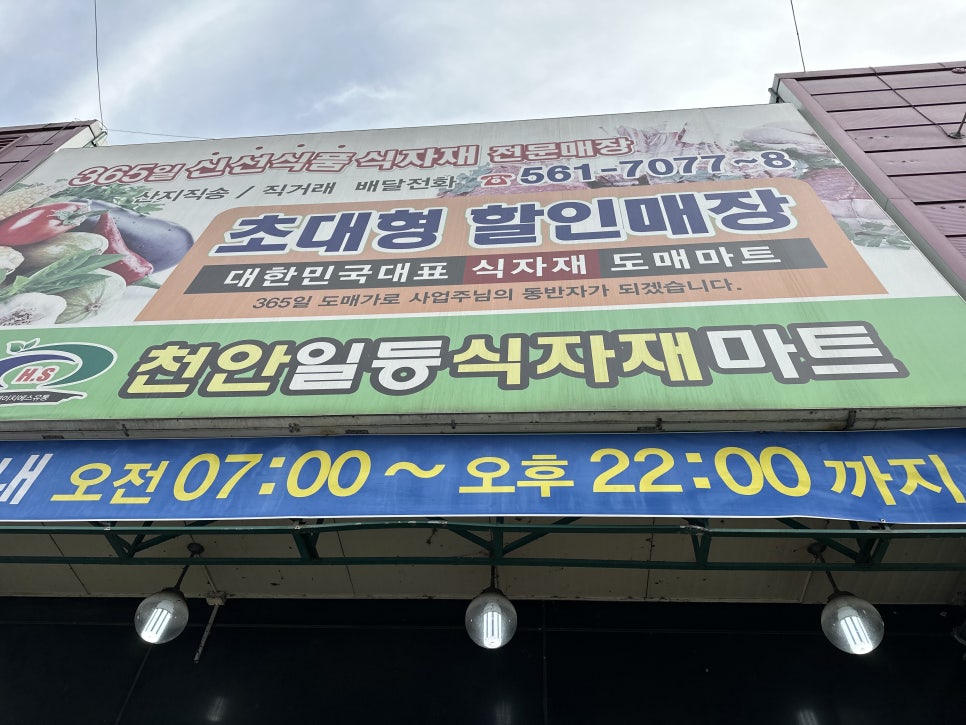 365일 신선식품 식자재 전문매장
산지직송 / 직거래 배달전화 ☎561-7077~8
초대형 할인매장
대한민국대표 식자재 도매마트
365일 도매가로 사업주님의 동반자가 되겠습니다.
H.S
천안일등식자재마트
내 오전 07:00 ~ 오후 22:00 까지